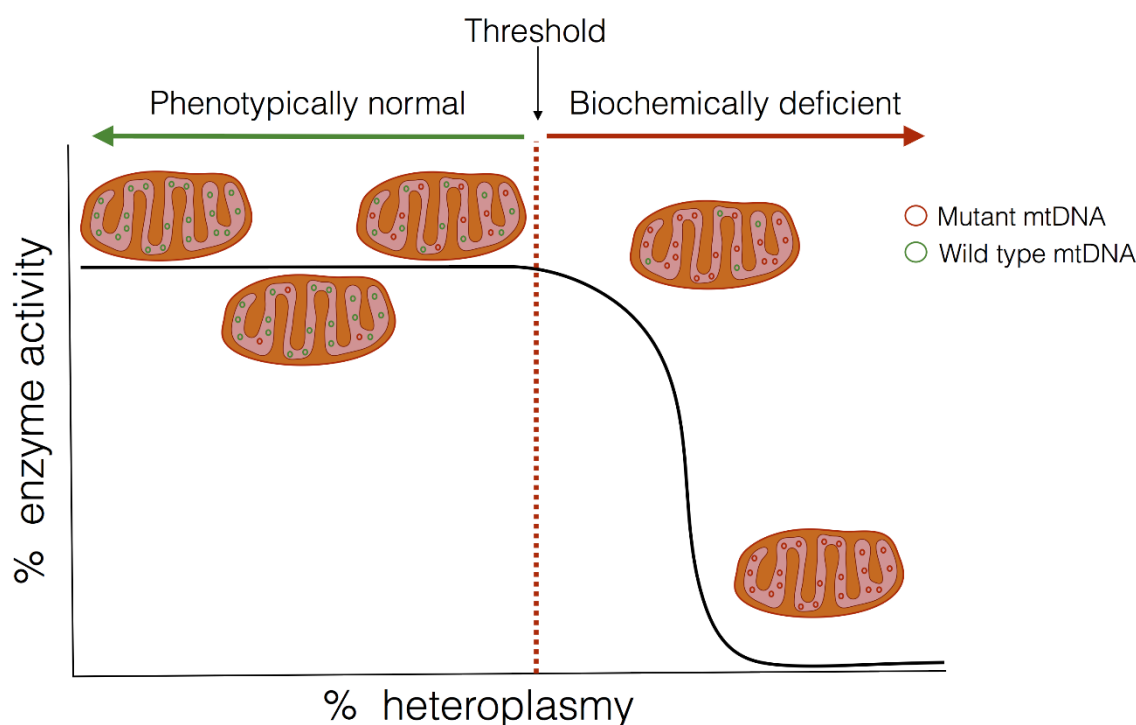 Threshold
Phenotypically normal
Biochemically deficient
Mutant mtDNA
Wild type mtDNA
% enzyme activity
% heteroplasmy